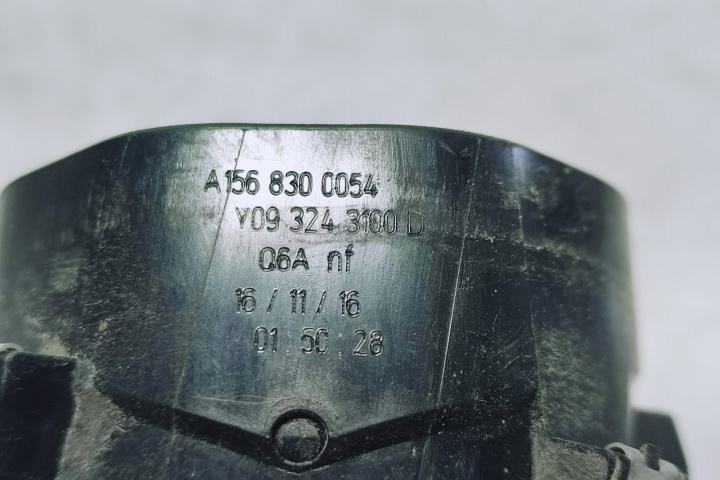 A156 830 0054
Y09 324 3100 D
Q6A nf
16 / 11 / 16
01 50 28